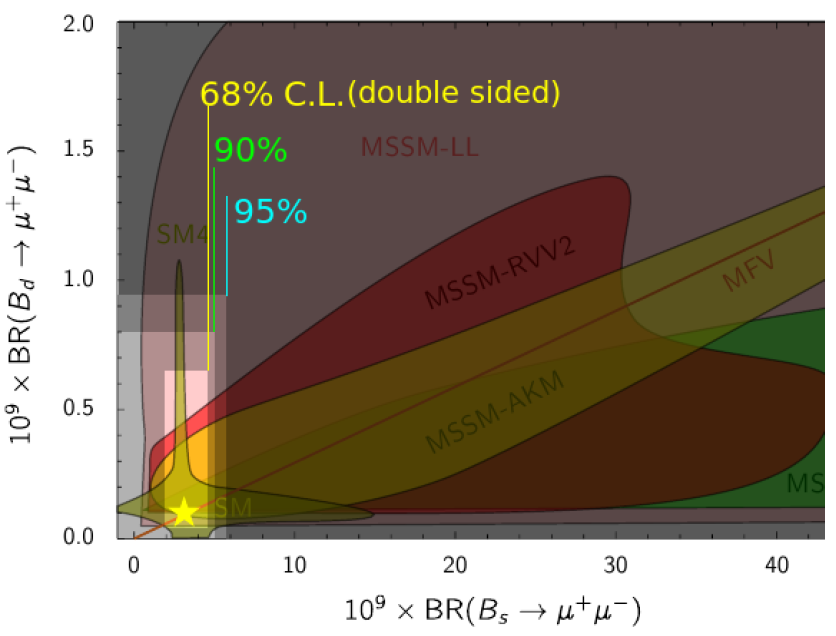 2.0
68% C.L.(double sided)
90%
MSSM-LL
1.5
95%
SM4
MSSM-RVV2
MFV
1.0
0.5
MSSM-AKM
MS
SM
0.0
0 10 20 30 40
10⁹ × BR(B_d → μ⁺μ⁻)
10⁹ × BR(B_s → μ⁺μ⁻)